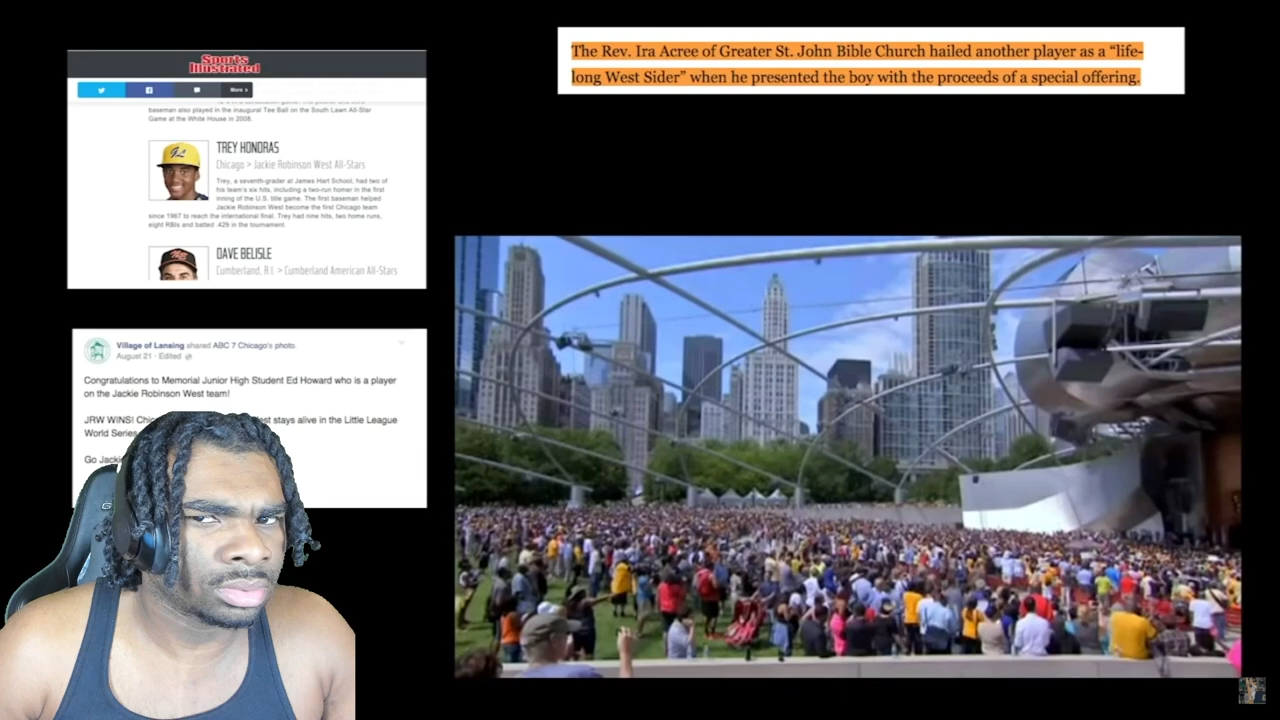 The Rev. Ira Acree of Greater St. John Bible Church hailed another player as a “life-
long West Sider” when he presented the boy with the proceeds of a special offering.
Sports
Illustrated
More >
baseman also played in the inaugural Tee Ball on the South Lawn All-Star
Game at the White House in 2008.
TREY HONDRAS
Chicago > Jackie Robinson West All-Stars
Trey, a seventh-grader at James Hart School, had two of
his team's six hits, including a two-run homer in the first
inning of the U.S. title game. The first baseman helped
Jackie Robinson West become the first Chicago team
since 1967 to reach the international final. Trey had nine hits, two home runs,
eight RBIs and batted .429 in the tournament.
DAVE BELISLE
Cumberland, R.I. > Cumberland American All-Stars
Village of Lansing shared ABC 7 Chicago's photo.
August 21 · Edited
Congratulations to Memorial Junior High Student Ed Howard who is a player
on the Jackie Robinson West team!
JRW WINS! stays alive in the Little League
World Series
Go